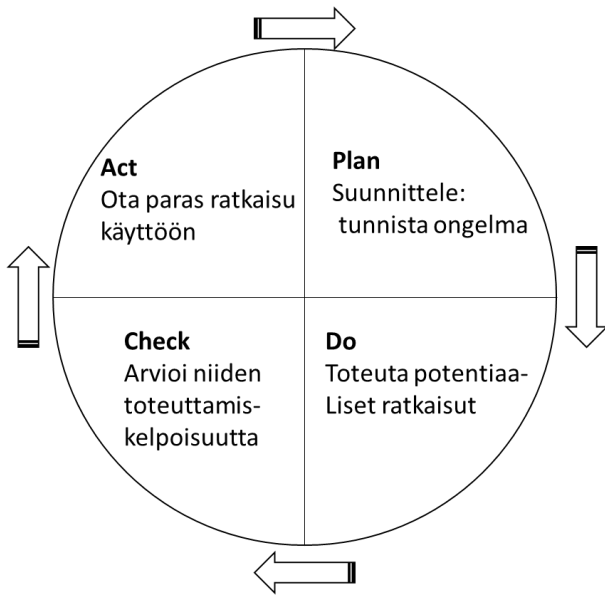 Act
Ota paras ratkaisu
käyttöön
Plan
Suunnittele:
tunnista ongelma
Check
Arvioi niiden
toteuttamis-
kelpoisuutta
Do
Toteuta potentiaa-
Liset ratkaisut